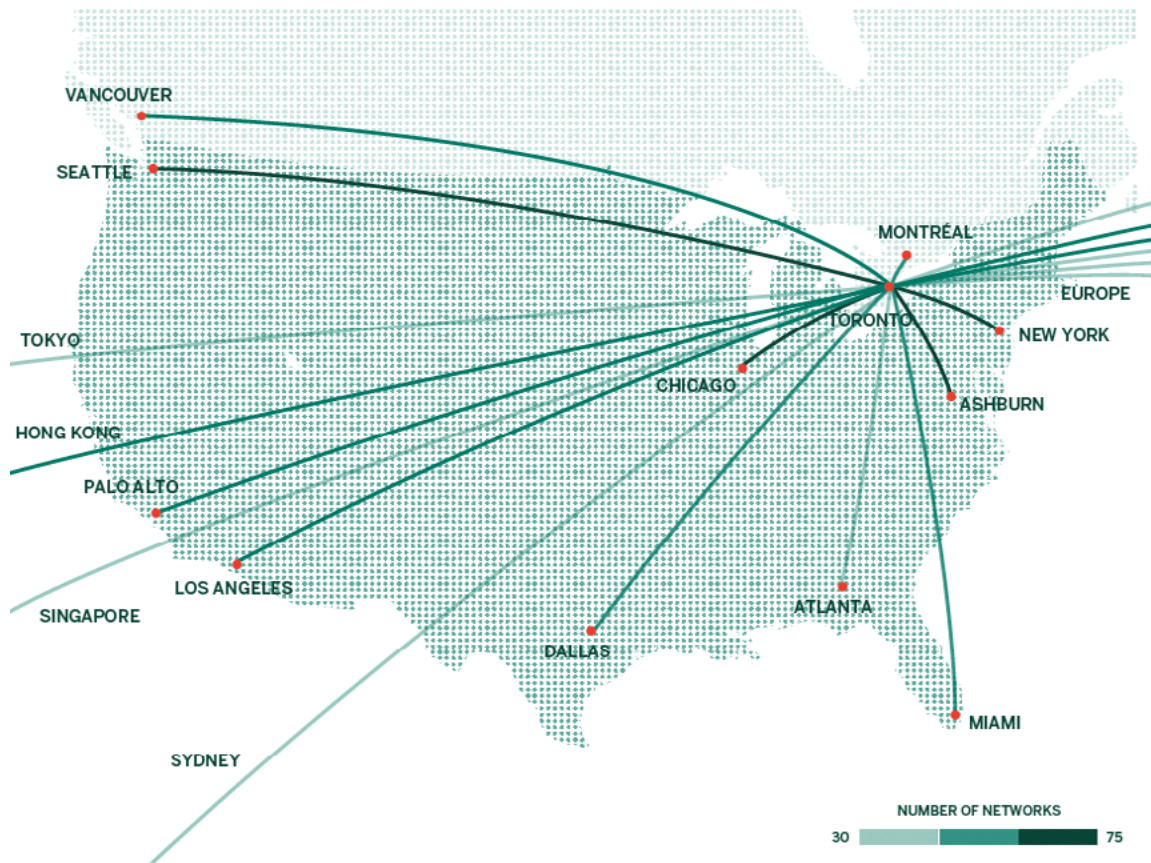 VANCOUVER
SEATTLE
MONTRÉAL
EUROPE
TORONTO
NEW YORK
TOKYO
CHICAGO
ASHBURN
HONG KONG
PALO ALTO
LOS ANGELES
SINGAPORE
ATLANTA
DALLAS
MIAMI
SYDNEY
NUMBER OF NETWORKS
30 75